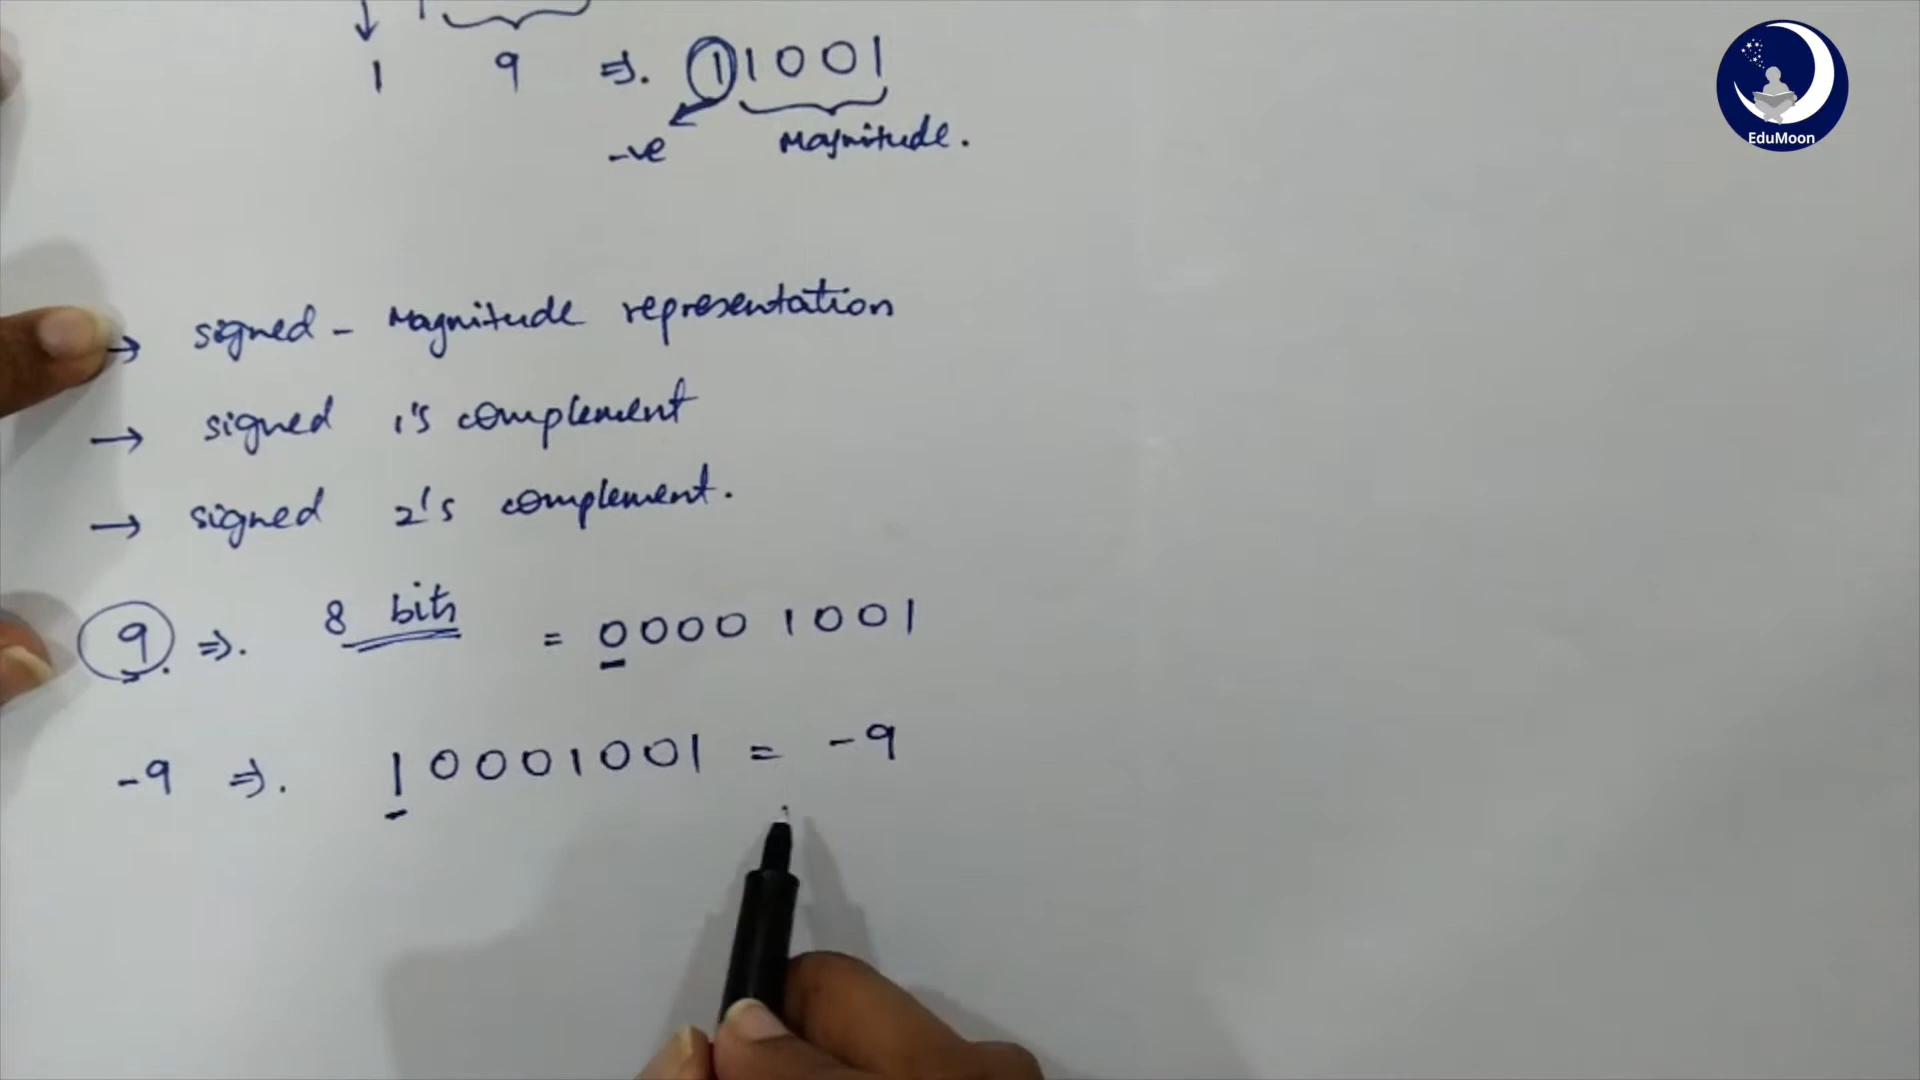 1 9 ⇒. 11001
-ve Magnitude.
EduMoon
→ signed - Magnitude representation
→ signed 1's complement
→ signed 2's complement.
9. ⇒. 8 bits = 0000 1001
-9 ⇒. 10001001 = -9